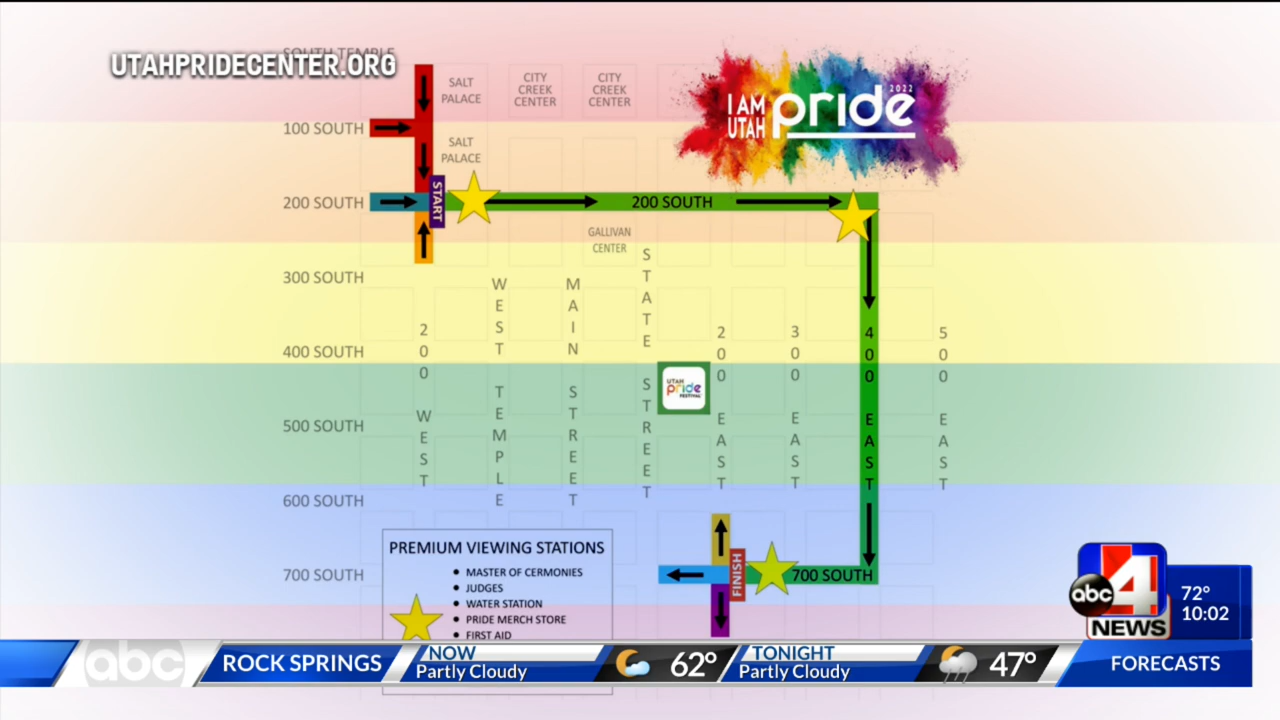 SOUTH TEMPLE
UTAHPRIDECENTER.ORG
SALT
PALACE
CITY
CREEK
CENTER
CITY
CREEK
CENTER
I AM
UTAH
pride
2022
100 SOUTH
SALT
PALACE
200 SOUTH
START
200 SOUTH
GALLIVAN
CENTER
300 SOUTH
400 SOUTH
500 SOUTH
600 SOUTH
700 SOUTH
200 WEST
WEST TEMPLE
MAIN STREET
STATE STREET
200 EAST
300 EAST
400 EAST
500 EAST
UTAH
pride
FESTIVAL
FINISH
700 SOUTH
PREMIUM VIEWING STATIONS
• MASTER OF CERMONIES
• JUDGES
• WATER STATION
• PRIDE MERCH STORE
• FIRST AID
abc
4
NEWS
72°
10:02
abc
ROCK SPRINGS
NOW
Partly Cloudy
62°
TONIGHT
Partly Cloudy
47°
FORECASTS